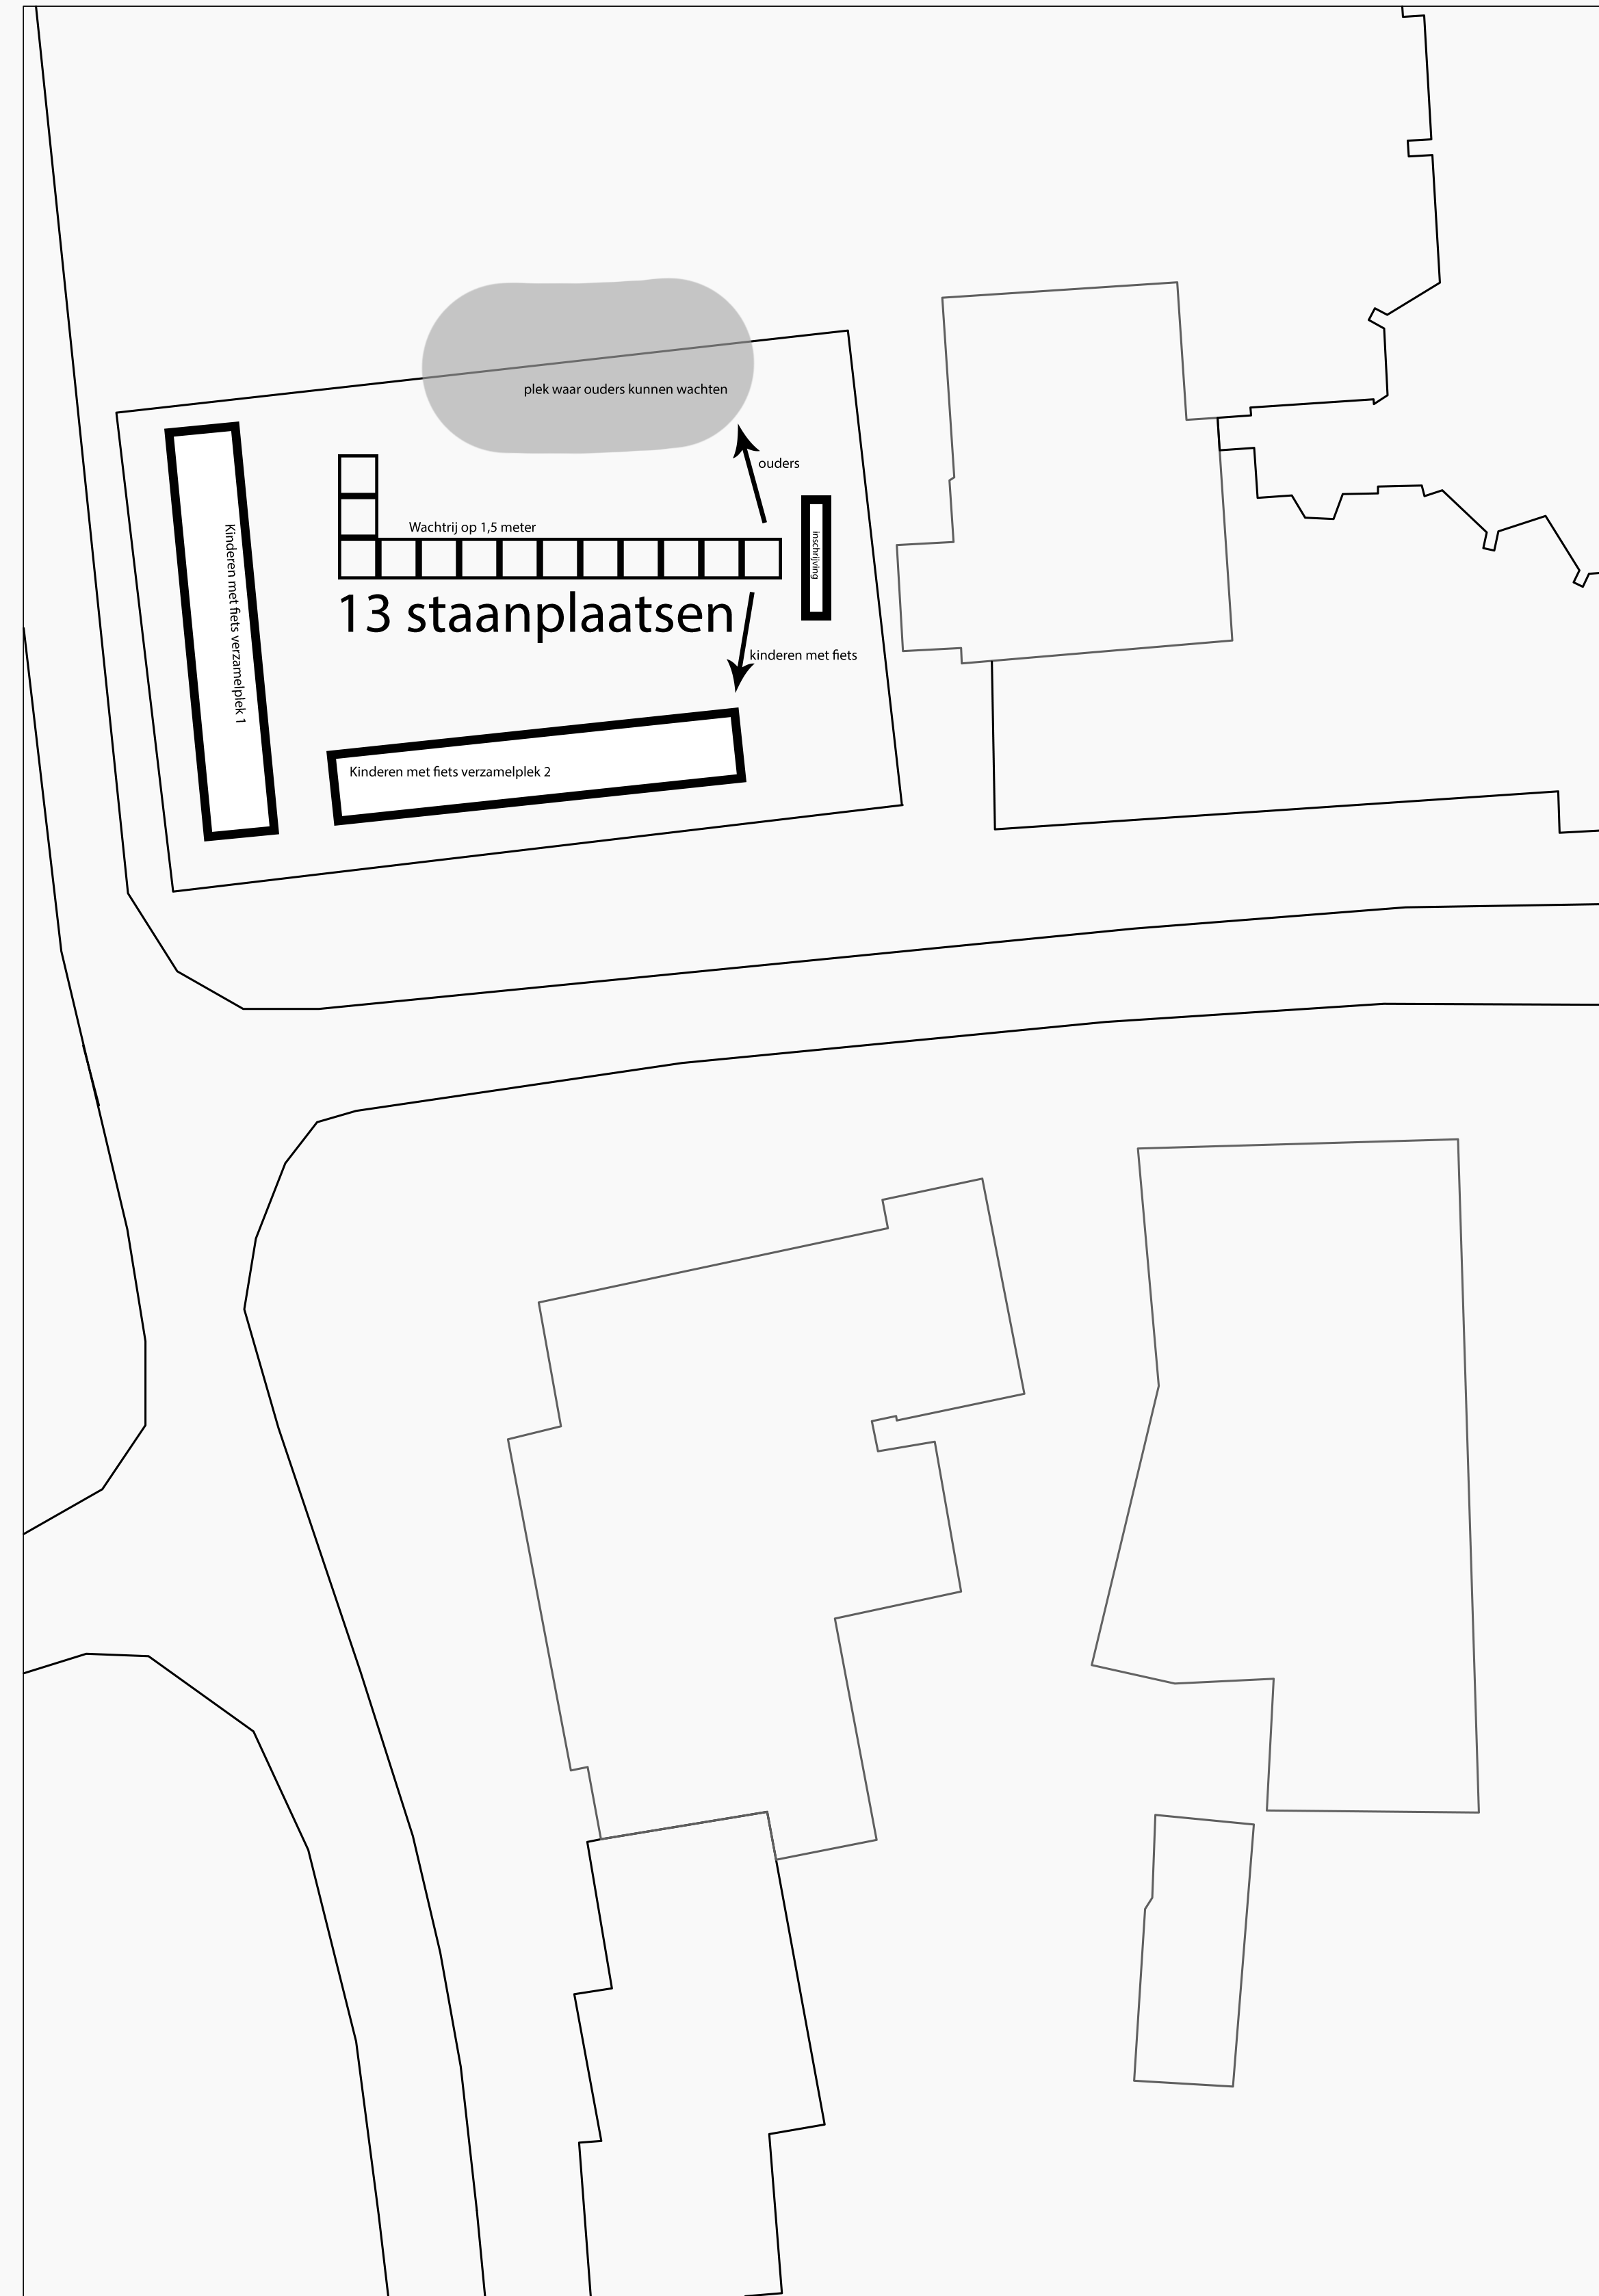 plek waar ouders kunnen wachten
ouders
Wachtrij op 1,5 meter
inschrijving
13 staanplaatsen
kinderen met fiets
Kinderen met fiets verzamelplek 1
Kinderen met fiets verzamelplek 2